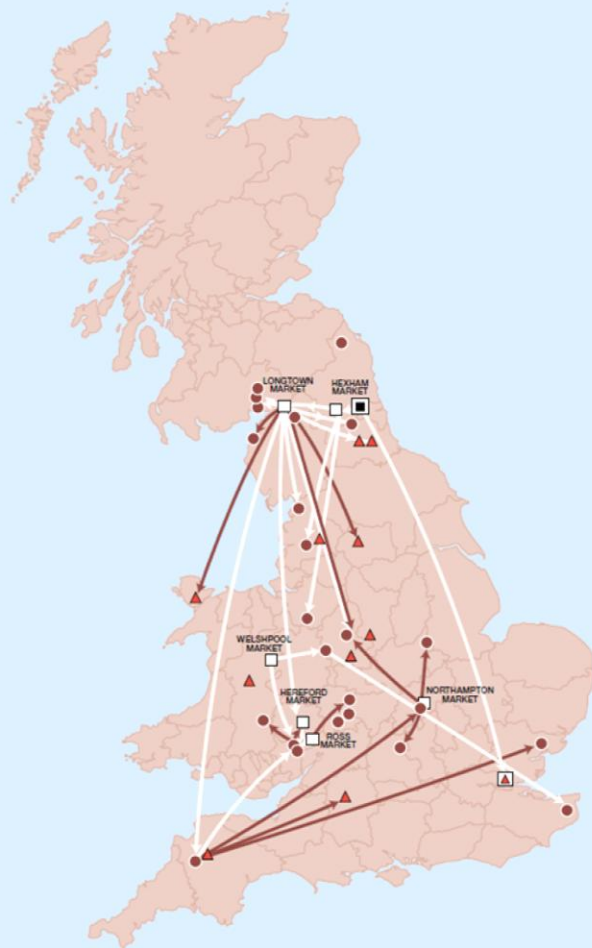 LONGTOWN
MARKET
HEXHAM
MARKET
WELSHPOOL
MARKET
HEREFORD
MARKET
NORTHAMPTON
MARKET
ROSS
MARKET